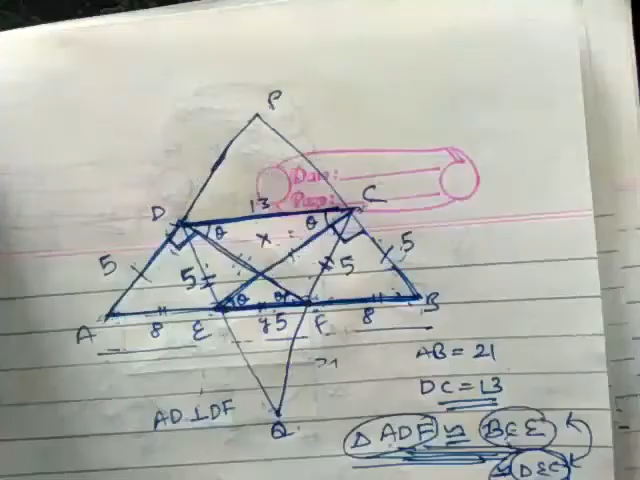 P
Date:
Page:
D 13 C
θ θ
x
5 5 5 5
θ θ
A 8 E 5 F 8 B
21
AB = 21
DC = 13
AD ⊥ DF
Q
Δ ADF ≅ BCE
DEC